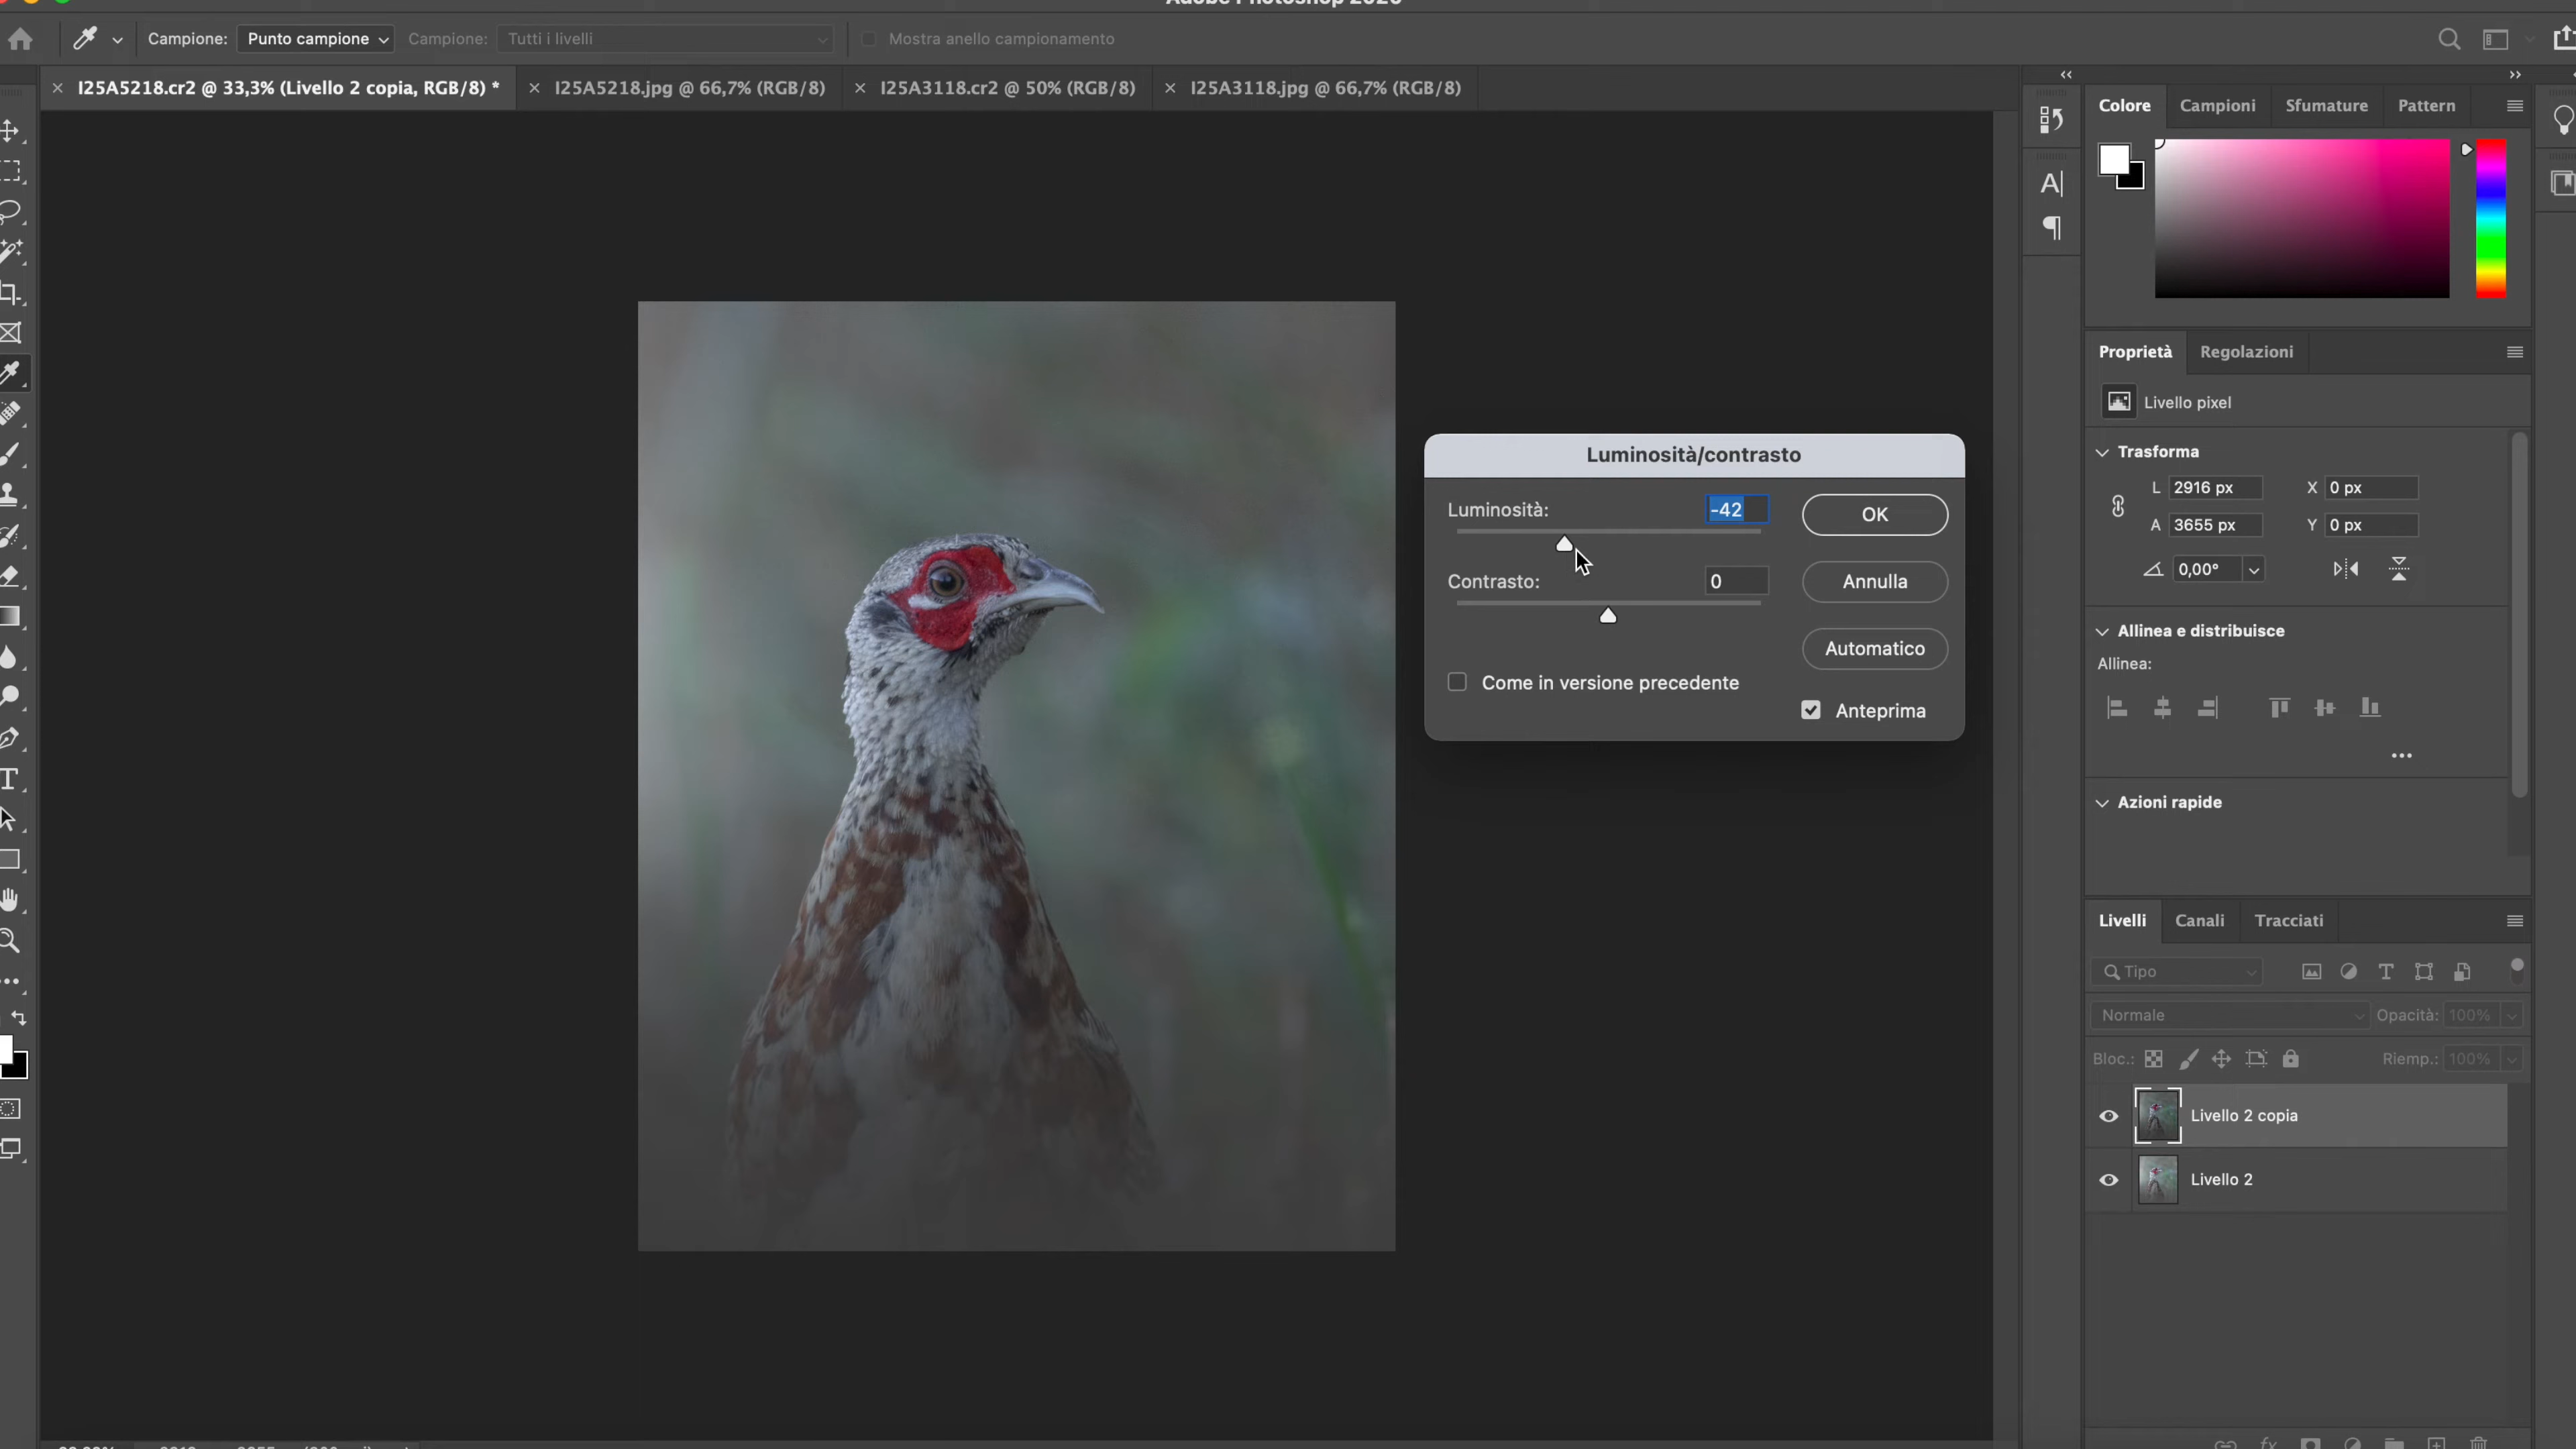 Campione: Punto campione Campione: Tutti i livelli Mostra anello campionamento
× I25A5218.cr2 @ 33,3% (Livello 2 copia, RGB/8) * × I25A5218.jpg @ 66,7% (RGB/8) × I25A3118.cr2 @ 50% (RGB/8) × I25A3118.jpg @ 66,7% (RGB/8)
Colore Campioni Sfumature Pattern
Proprietà Regolazioni
Livello pixel
Trasforma
L 2916 px X 0 px
A 3655 px Y 0 px
0,00°
Allinea e distribuisce
Allinea:
Azioni rapide
Luminosità/contrasto
Luminosità: -42 OK
Contrasto: 0 Annulla
Automatico
Come in versione precedente
Anteprima
Livelli Canali Tracciati
Tipo
Normale Opacità: 100%
Bloc.: Riemp.: 100%
Livello 2 copia
Livello 2